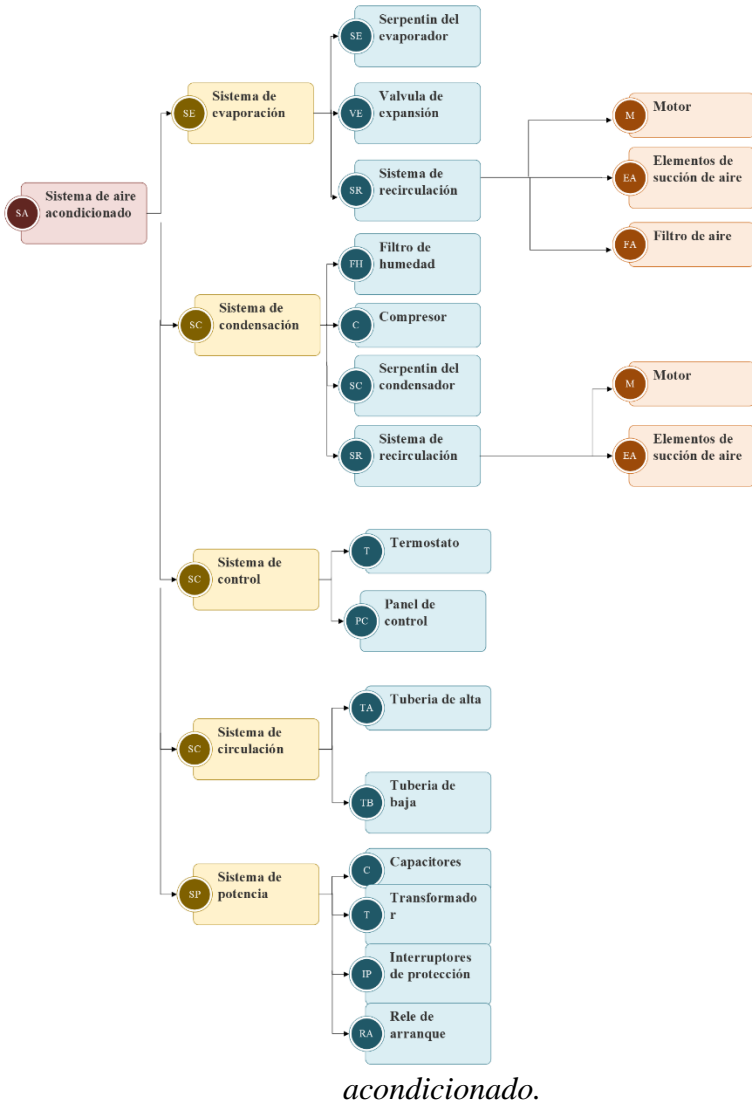 SA
Sistema de aire
acondicionado
SE
Sistema de
evaporación
SE
Serpentin del
evaporador
VE
Valvula de
expansión
SR
Sistema de
recirculación
M
Motor
EA
Elementos de
succión de aire
FA
Filtro de aire
SC
Sistema de
condensación
FH
Filtro de
humedad
C
Compresor
SC
Serpentin del
condensador
SR
Sistema de
recirculación
M
Motor
EA
Elementos de
succión de aire
SC
Sistema de
control
T
Termostato
PC
Panel de
control
SC
Sistema de
circulación
TA
Tuberia de alta
TB
Tuberia de
baja
SP
Sistema de
potencia
C
Capacitores
T
Transformado
r
IP
Interruptores
de protección
RA
Rele de
arranque
acondicionado.